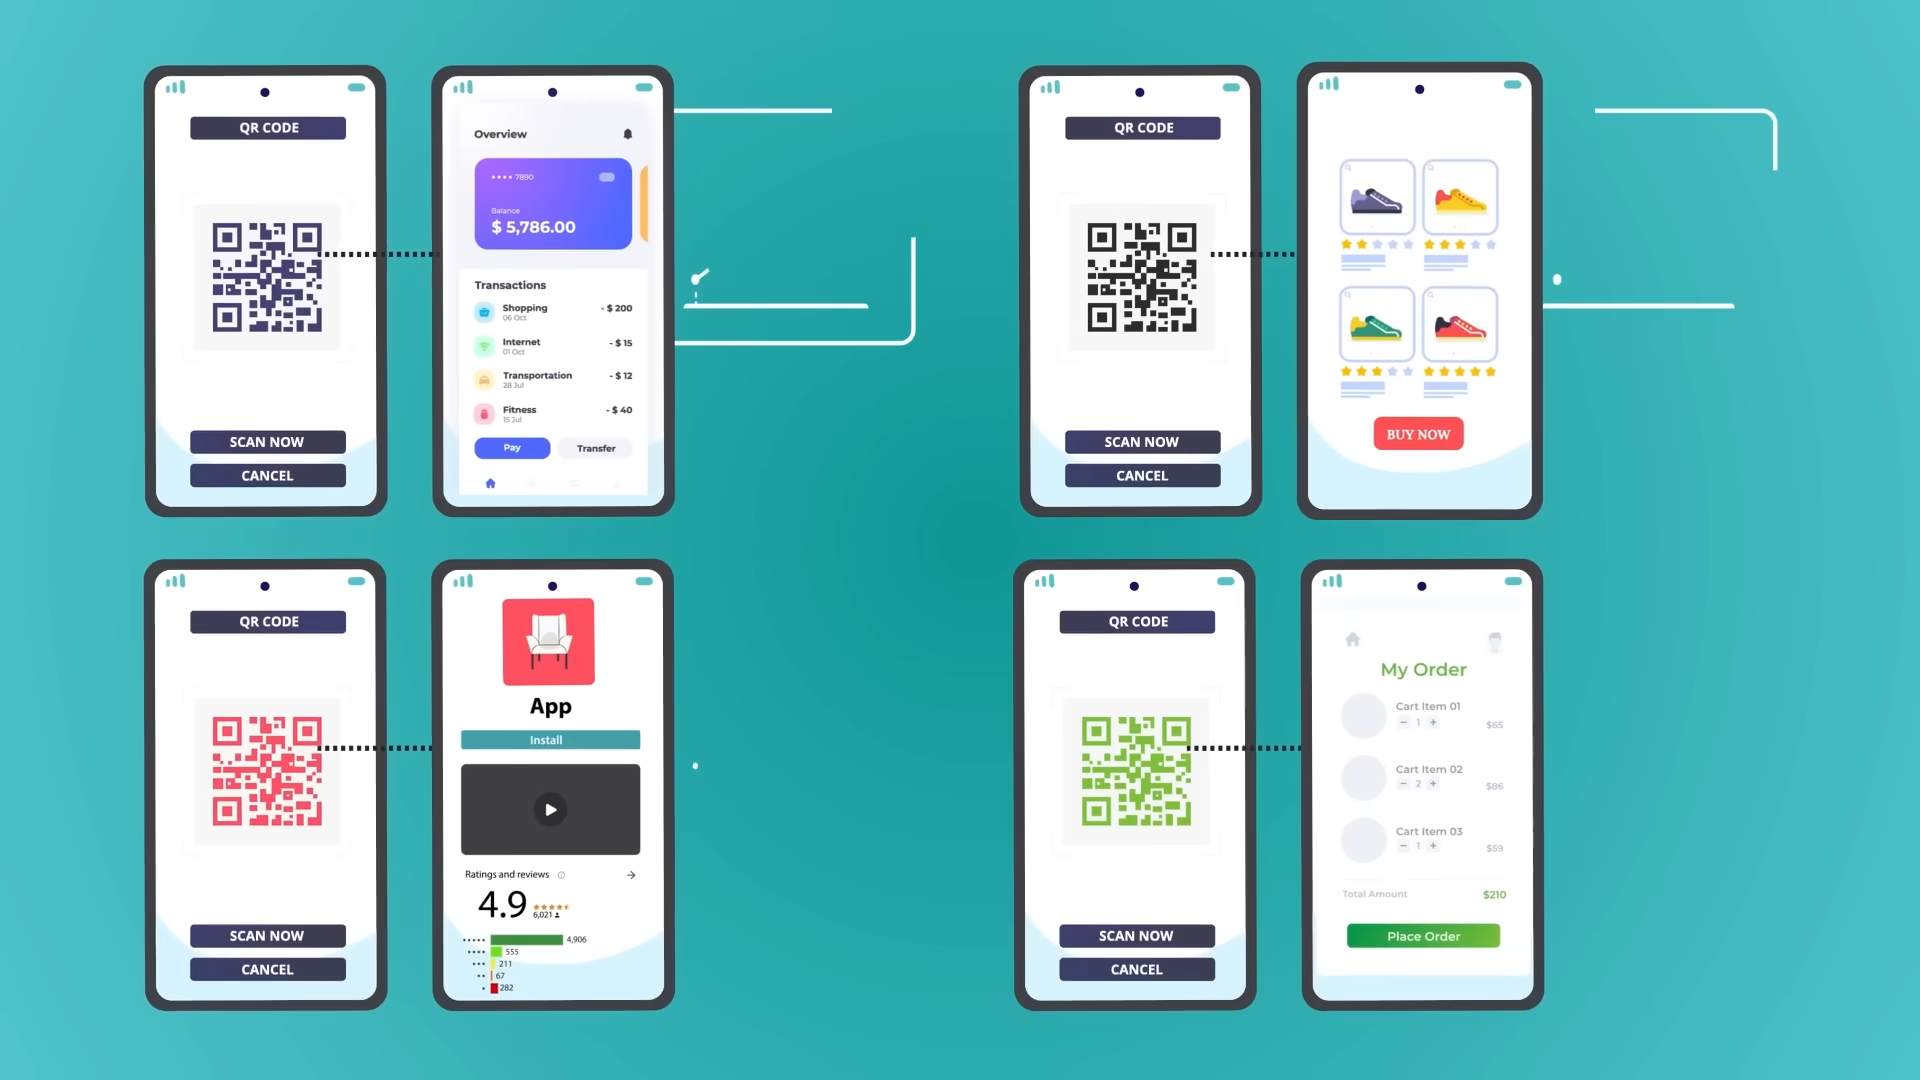 QR CODE
SCAN NOW
CANCEL
Overview
•••• 7890
Balance
$ 5,786.00
Transactions
Shopping - $ 200
06 Oct
Internet - $ 15
01 Oct
Transportation - $ 12
28 Jul
Fitness - $ 40
15 Jul
Pay Transfer
QR CODE
SCAN NOW
CANCEL
BUY NOW
QR CODE
SCAN NOW
CANCEL
App
Install
Ratings and reviews
4.9
6,021
4,906
555
211
67
282
QR CODE
SCAN NOW
CANCEL
My Order
Cart Item 01
− 1 + $65
Cart Item 02
− 2 + $86
Cart Item 03
− 1 + $59
Total Amount $210
Place Order